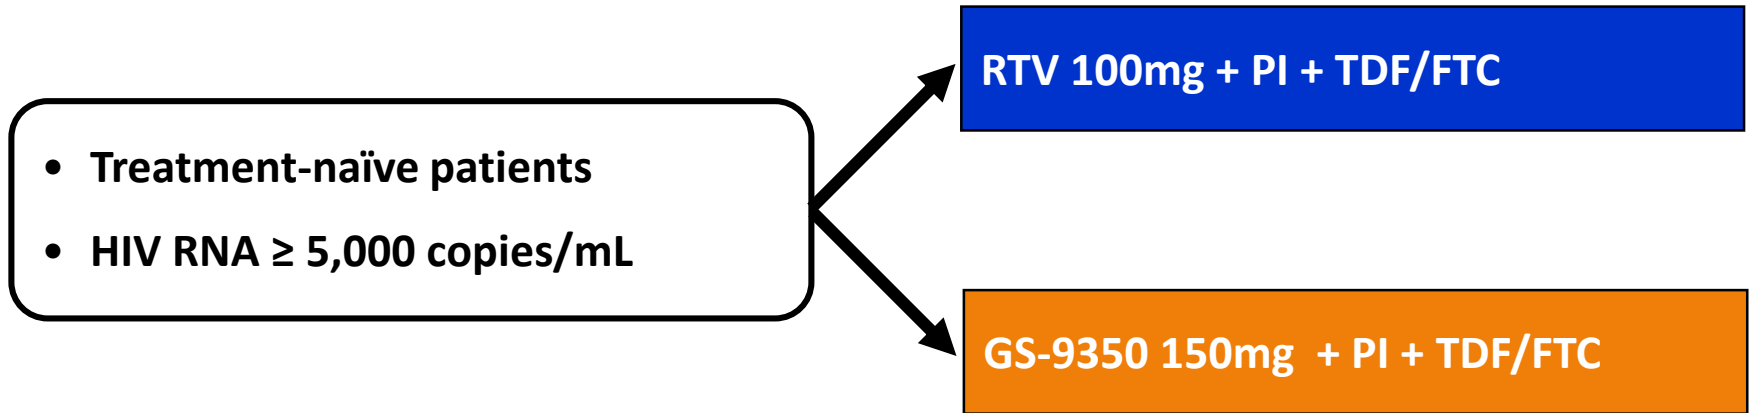 • Treatment-naïve patients
• HIV RNA ≥ 5,000 copies/mL
RTV 100mg + PI + TDF/FTC
GS-9350 150mg + PI + TDF/FTC